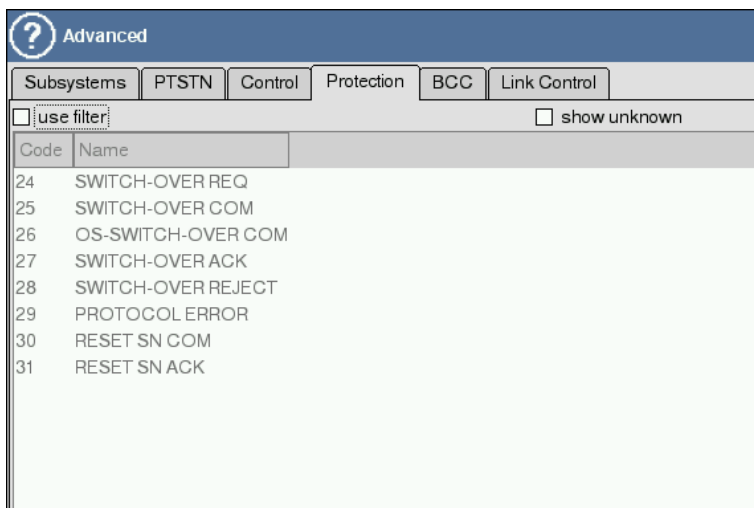 ? Advanced
Subsystems PTSTN Control Protection BCC Link Control
use filter show unknown
Code Name
24 SWITCH-OVER REQ
25 SWITCH-OVER COM
26 OS-SWITCH-OVER COM
27 SWITCH-OVER ACK
28 SWITCH-OVER REJECT
29 PROTOCOL ERROR
30 RESET SN COM
31 RESET SN ACK